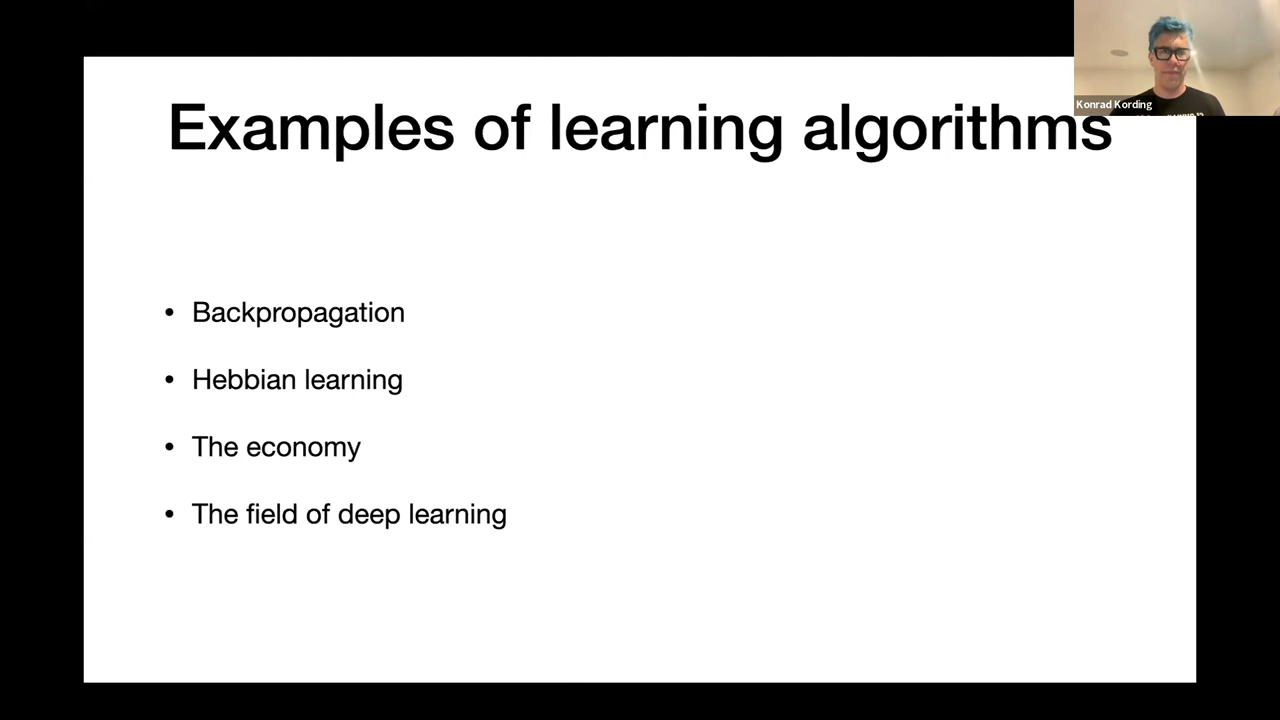 Konrad Kording
Examples of learning algorithms
• Backpropagation
• Hebbian learning
• The economy
• The field of deep learning